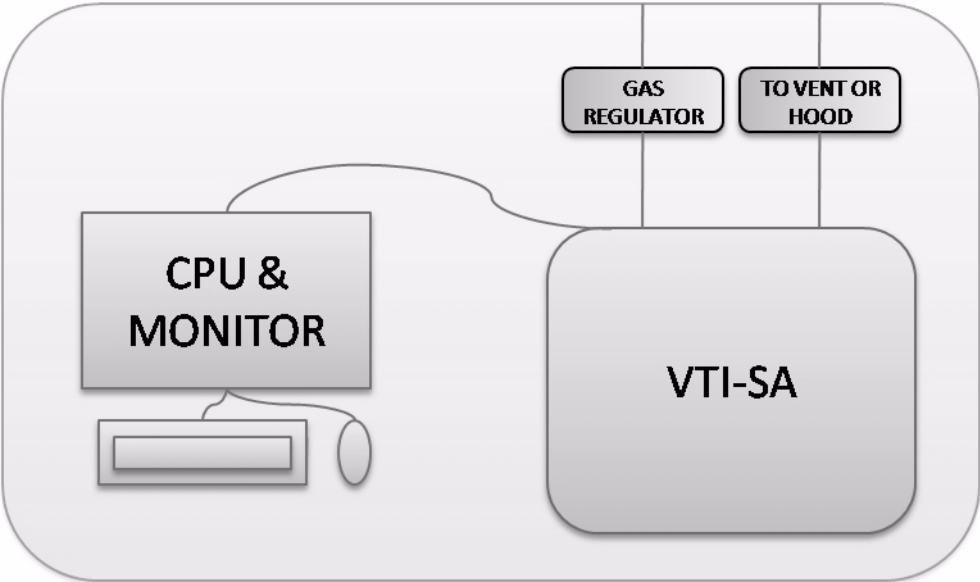 GAS
REGULATOR
TO VENT OR
HOOD
CPU &
MONITOR
VTI-SA